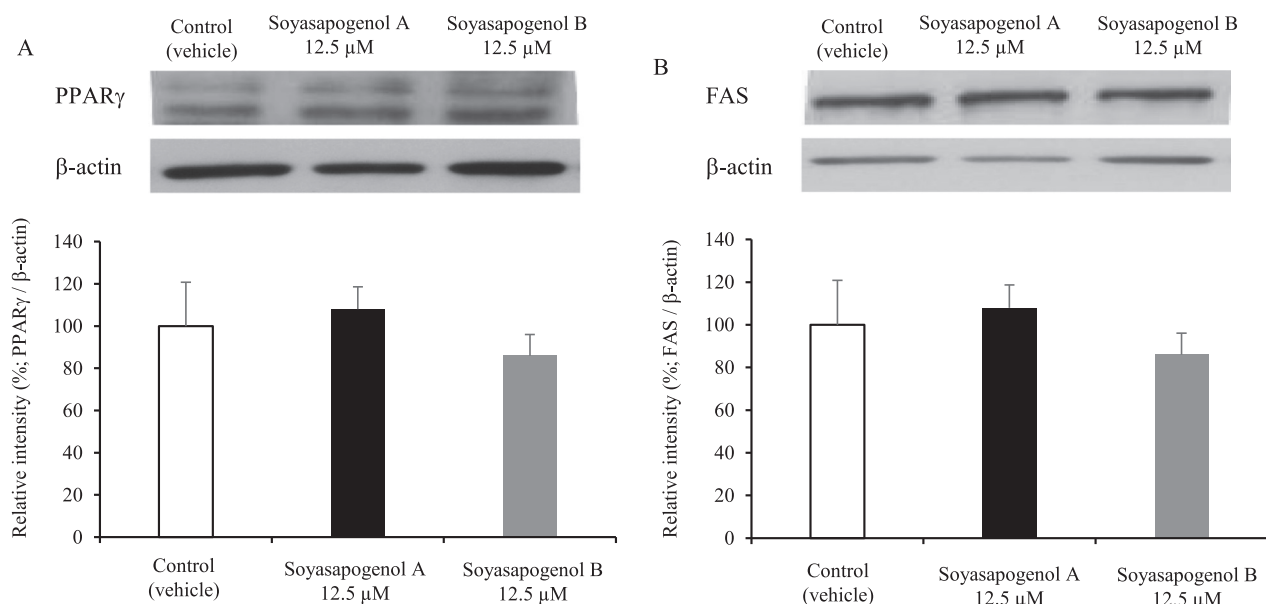 A
Control
(vehicle)
Soyasapogenol A
12.5 µM
Soyasapogenol B
12.5 µM
PPARγ
β-actin
Relative intensity (%; PPARγ / β-actin)
140
120
100
80
60
40
20
0
Control
(vehicle)
Soyasapogenol A
12.5 µM
Soyasapogenol B
12.5 µM
B
Control
(vehicle)
Soyasapogenol A
12.5 µM
Soyasapogenol B
12.5 µM
FAS
β-actin
Relative intensity (%; FAS / β-actin)
140
120
100
80
60
40
20
0
Control
(vehicle)
Soyasapogenol A
12.5 µM
Soyasapogenol B
12.5 µM